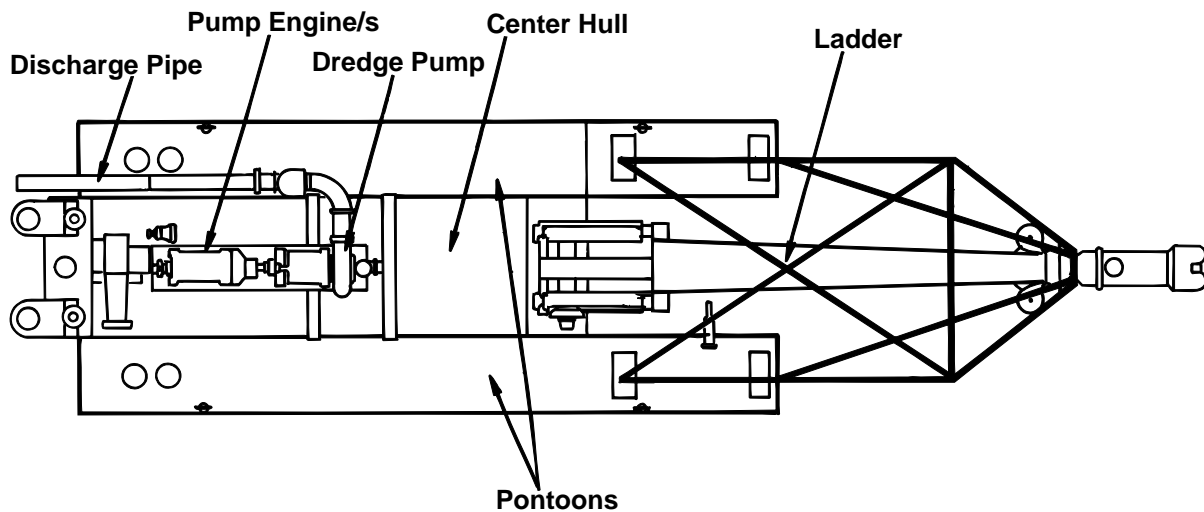 Pump Engine/s
Center Hull
Ladder
Discharge Pipe
Dredge Pump
Pontoons